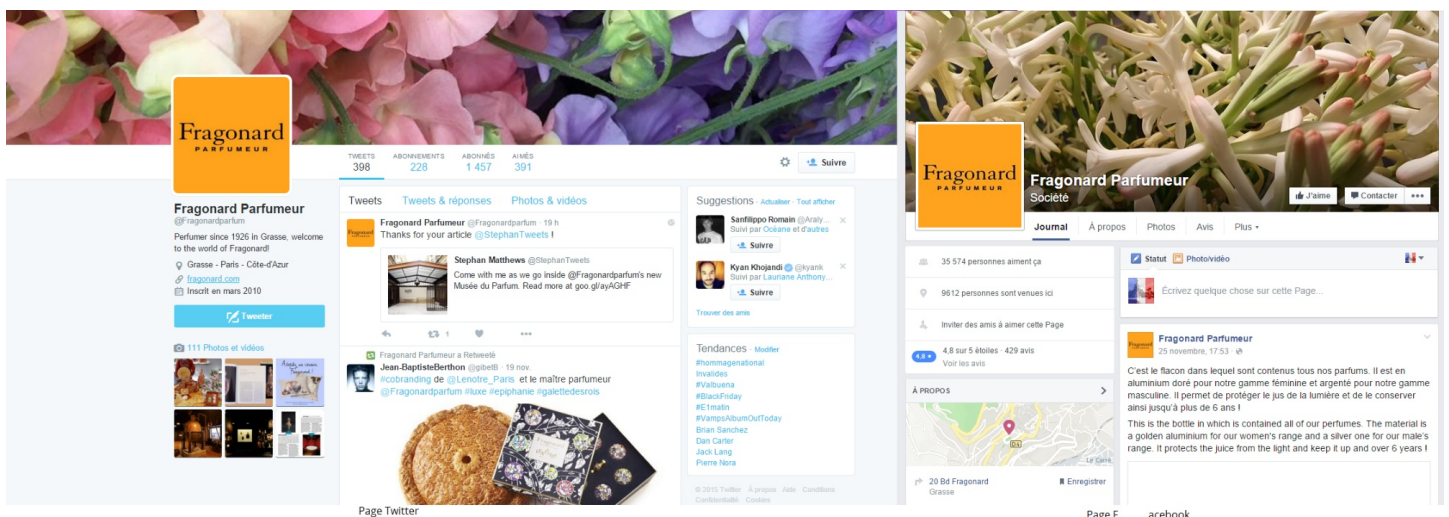 Fragonard
PARFUMEUR
TWEETS
398
ABONNEMENTS
228
ABONNÉS
1 457
AIMÉS
391
Suivre
Fragonard Parfumeur
@Fragonardparfum
Perfumer since 1926 in Grasse, welcome
to the world of Fragonard!
Grasse - Paris - Côte-d'Azur
fragonard.com
Inscrit en mars 2010
Tweeter
111 Photos et vidéos
Tweets Tweets & réponses Photos & vidéos
Fragonard Parfumeur @Fragonardparfum · 19 h
Thanks for your article @StephanTweets !
Stephan Matthews @StephanTweets
Come with me as we go inside @Fragonardparfum's new
Musée du Parfum. Read more at goo.gl/ayAGHF
1
Fragonard Parfumeur a Retweeté
Jean-BaptisteBerthon @gibetB · 19 nov.
#cobranding de @Lenotre_Paris et le maître parfumeur
@Fragonardparfum #luxe #epiphanie #galettedesrois
Suggestions · Actualiser · Tout afficher
Sanfilippo Romain @Araly...
Suivi par Océane et d'autres
Suivre
Kyan Khojandi @kyank
Suivi par Lauriane Anthony...
Suivre
Trouver des amis
Tendances · Modifier
#hommagenational
Invalides
#Valbuena
#BlackFriday
#E1matin
#VampsAlbumOutToday
Brian Sanchez
Dan Carter
Jack Lang
Pierre Nora
© 2015 Twitter À propos Aide Conditions
Confidentialité Cookies
Page Twitter
Fragonard
PARFUMEUR
Fragonard Parfumeur
Société
J'aime
Contacter
Journal À propos Photos Avis Plus
35 574 personnes aiment ça
9612 personnes sont venues ici
Inviter des amis à aimer cette Page
4,8
4,8 sur 5 étoiles · 429 avis
Voir les avis
À PROPOS
Le Carré
20 Bd Fragonard
Grasse
Enregistrer
Statut Photo/vidéo
Écrivez quelque chose sur cette Page...
Fragonard Parfumeur
25 novembre, 17:53
C'est le flacon dans lequel sont contenus tous nos parfums. Il est en
aluminium doré pour notre gamme féminine et argenté pour notre gamme
masculine. Il permet de protéger le jus de la lumière et de le conserver
ainsi jusqu'à plus de 6 ans !
This is the bottle in which is contained all of our perfumes. The material is
a golden aluminium for our women's range and a silver one for our male's
range. It protects the juice from the light and keep it up and over 6 years !
Page F acebook